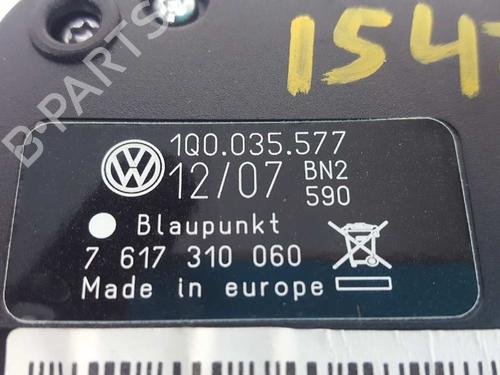 B-PARTS
154
1Q0.035.577
12/07 BN2
590
Blaupunkt
7 617 310 060
Made in europe